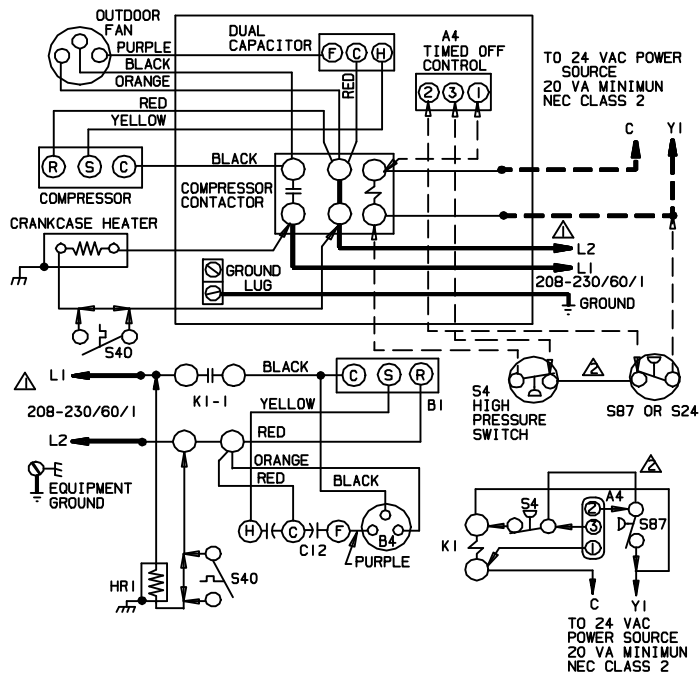 OUTDOOR
FAN
PURPLE
BLACK
ORANGE
DUAL
CAPACITOR
F C H
RED
A4
TIMED OFF
CONTROL
2 3 1
TO 24 VAC POWER
SOURCE
20 VA MINIMUN
NEC CLASS 2
C
Y1
RED
YELLOW
R S C
BLACK
COMPRESSOR
COMPRESSOR
CONTACTOR
CRANKCASE HEATER
1
L2
L1
208-230/60/1
GROUND
LUG
GROUND
S40
L1
1
208-230/60/1
L2
K1-1
BLACK
C S R
B1
YELLOW
RED
ORANGE
RED
BLACK
S4
HIGH
PRESSURE
SWITCH
2
S87 OR S24
EQUIPMENT
GROUND
H C F
C12
B4
PURPLE
HR1
S40
2
K1
S4
A4
2
3
1
S87
C
Y1
TO 24 VAC
POWER SOURCE
20 VA MINIMUN
NEC CLASS 2